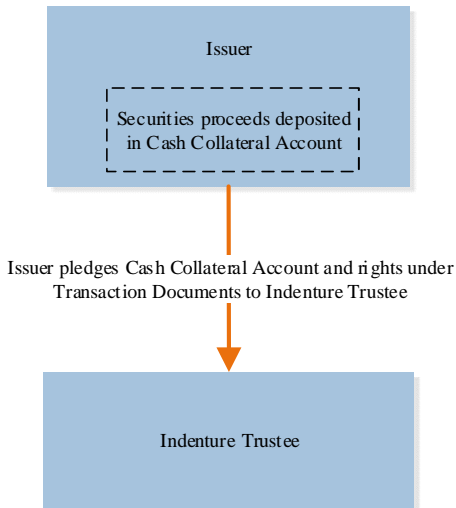 Issuer
Securities proceeds deposited
in Cash Collateral Account
Issuer pledges Cash Collateral Account and rights under
Transaction Documents to Indenture Trustee
Indenture Trustee